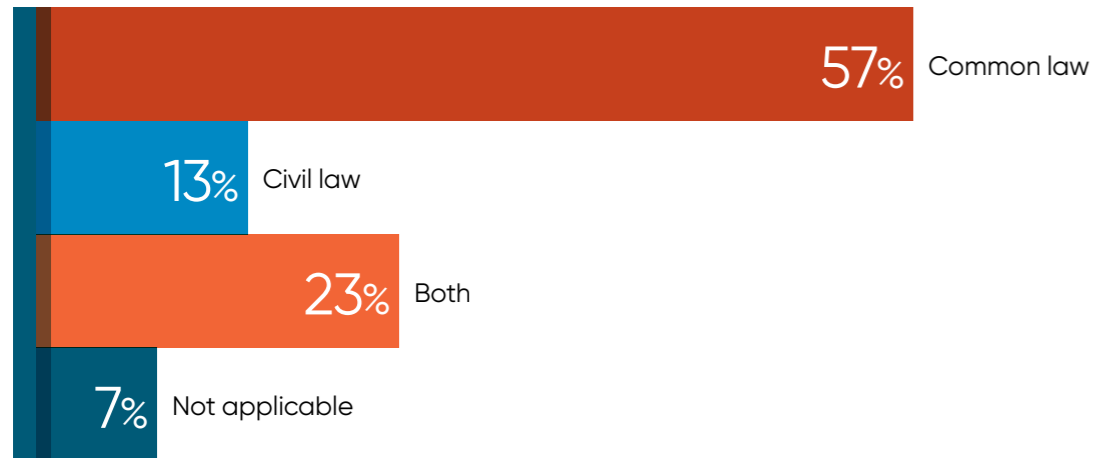 57% Common law
13% Civil law
23% Both
7% Not applicable